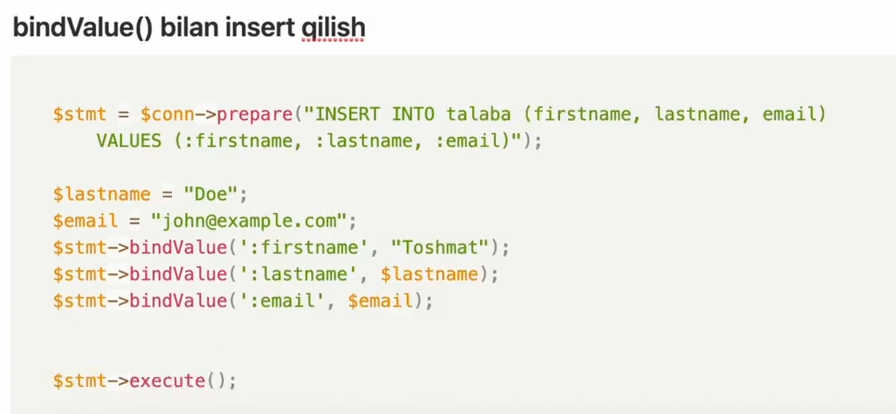 bindValue() bilan insert qilish
$stmt = $conn->prepare("INSERT INTO talaba (firstname, lastname, email)
VALUES (:firstname, :lastname, :email)");
$lastname = "Doe";
$email = "john@example.com";
$stmt->bindValue(':firstname', "Toshmat");
$stmt->bindValue(':lastname', $lastname);
$stmt->bindValue(':email', $email);
$stmt->execute();